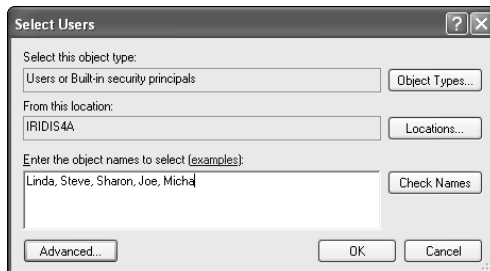 Select Users
Select this object type:
Users or Built-in security principals
Object Types...
From this location:
IRIDIS4A
Locations...
Enter the object names to select (examples):
Linda, Steve, Sharon, Joe, Micha
Check Names
Advanced...
OK
Cancel